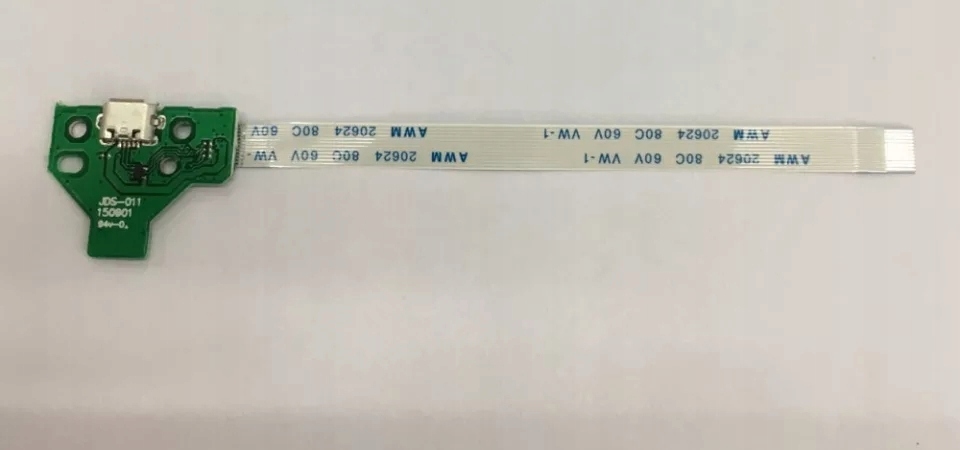 JDS-011
150901
94v-0.
AWM 20624 80C 60V VW-1 AWM 20624 80C 60V
AWM 20624 80C 60V VW-1 AWM 20624 80C 60V VW-